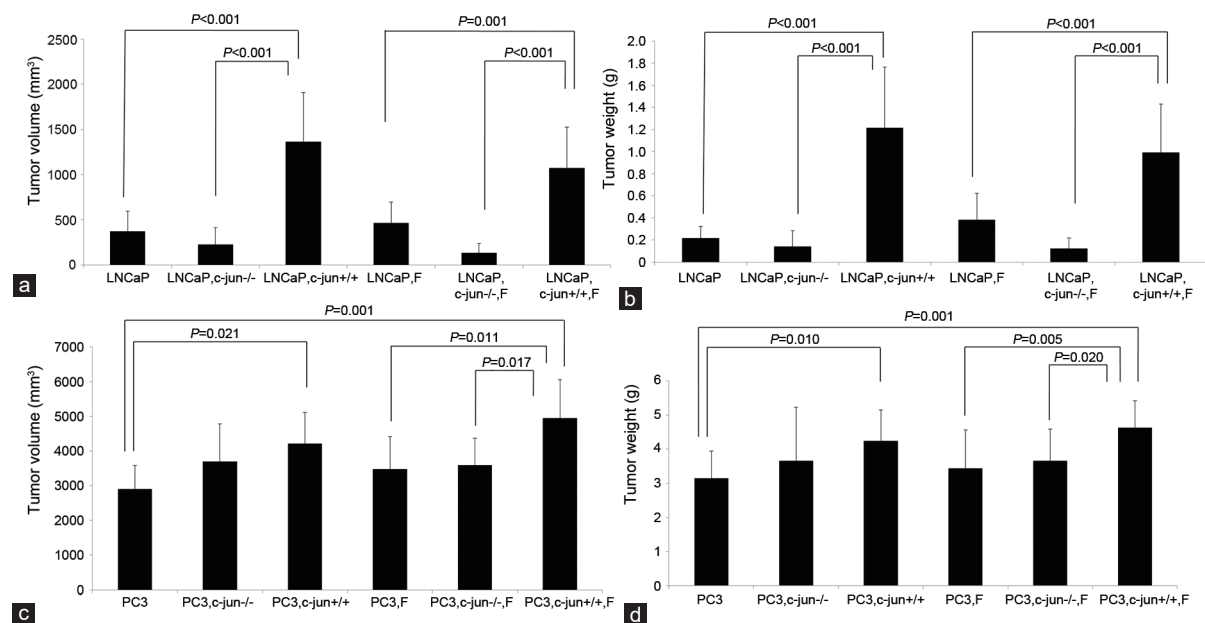 P<0.001
P=0.001
P<0.001
P<0.001
Tumor volume (mm³)
2500
2000
1500
1000
500
0
LNCaP
LNCaP,c-jun-/-
LNCaP,c-jun+/+
LNCaP,F
LNCaP,
c-jun-/-,F
LNCaP,
c-jun+/+,F
a
P<0.001
P<0.001
P<0.001
P<0.001
Tumor weight (g)
2.0
1.8
1.6
1.4
1.2
1.0
0.8
0.6
0.4
0.2
0
LNCaP
LNCaP,c-jun-/-
LNCaP,c-jun+/+
LNCaP,F
LNCaP,
c-jun-/-,F
LNCaP,
c-jun+/+,F
b
P=0.001
P=0.021
P=0.011
P=0.017
Tumor volume (mm³)
7000
6000
5000
4000
3000
2000
1000
0
PC3
PC3,c-jun-/-
PC3,c-jun+/+
PC3,F
PC3,c-jun-/-,F
PC3,c-jun+/+,F
c
P=0.001
P=0.010
P=0.005
P=0.020
Tumor weight (g)
6
5
4
3
2
1
0
PC3
PC3,c-jun-/-
PC3,c-jun+/+
PC3,F
PC3,c-jun-/-,F
PC3,c-jun+/+,F
d